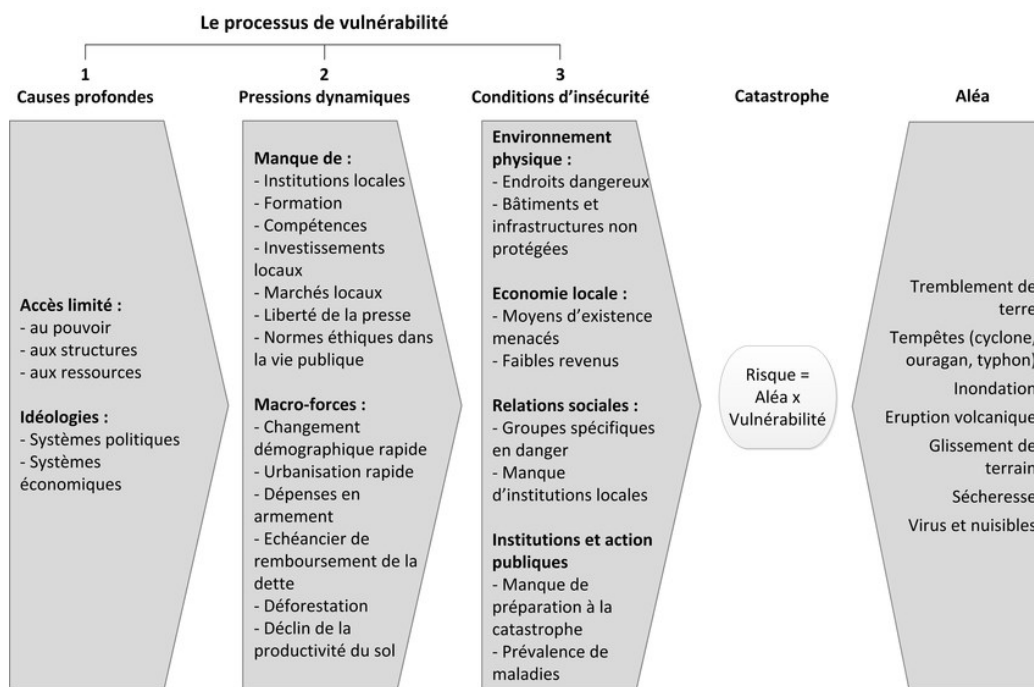 Le processus de vulnérabilité
1
Causes profondes
2
Pressions dynamiques
3
Conditions d'insécurité
Catastrophe
Aléa
Accès limité :
- au pouvoir
- aux structures
- aux ressources
Idéologies :
- Systèmes politiques
- Systèmes
économiques
Manque de :
- Institutions locales
- Formation
- Compétences
- Investissements
locaux
- Marchés locaux
- Liberté de la presse
- Normes éthiques dans
la vie publique
Macro-forces :
- Changement
démographique rapide
- Urbanisation rapide
- Dépenses en
armement
- Echéancier de
remboursement de la
dette
- Déforestation
- Déclin de la
productivité du sol
Environnement
physique :
- Endroits dangereux
- Bâtiments et
infrastructures non
protégées
Economie locale :
- Moyens d'existence
menacés
- Faibles revenus
Relations sociales :
- Groupes spécifiques
en danger
- Manque
d'institutions locales
Institutions et action
publiques
- Manque de
préparation à la
catastrophe
- Prévalence de
maladies
Risque =
Aléa x
Vulnérabilité
Tremblement de
terre
Tempêtes (cyclone,
ouragan, typhon)
Inondation
Eruption volcanique
Glissement de
terrain
Sécheresse
Virus et nuisibles